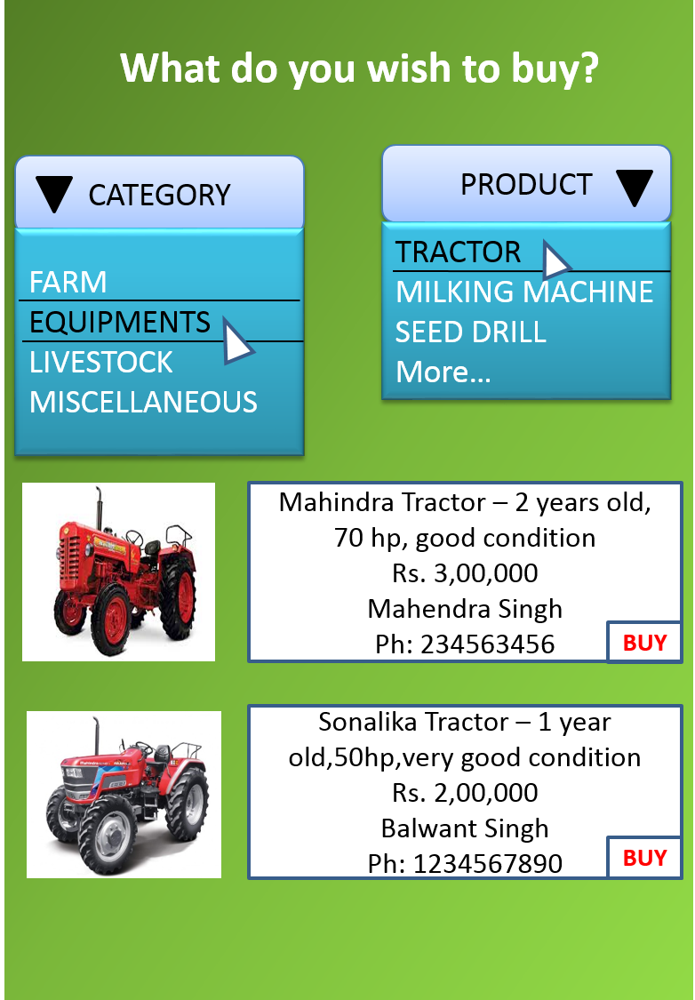 What do you wish to buy?
CATEGORY
FARM
EQUIPMENTS
LIVESTOCK
MISCELLANEOUS
PRODUCT
TRACTOR
MILKING MACHINE
SEED DRILL
More...
Mahindra Tractor – 2 years old,
70 hp, good condition
Rs. 3,00,000
Mahendra Singh
Ph: 234563456
BUY
Sonalika Tractor – 1 year
old,50hp,very good condition
Rs. 2,00,000
Balwant Singh
Ph: 1234567890
BUY